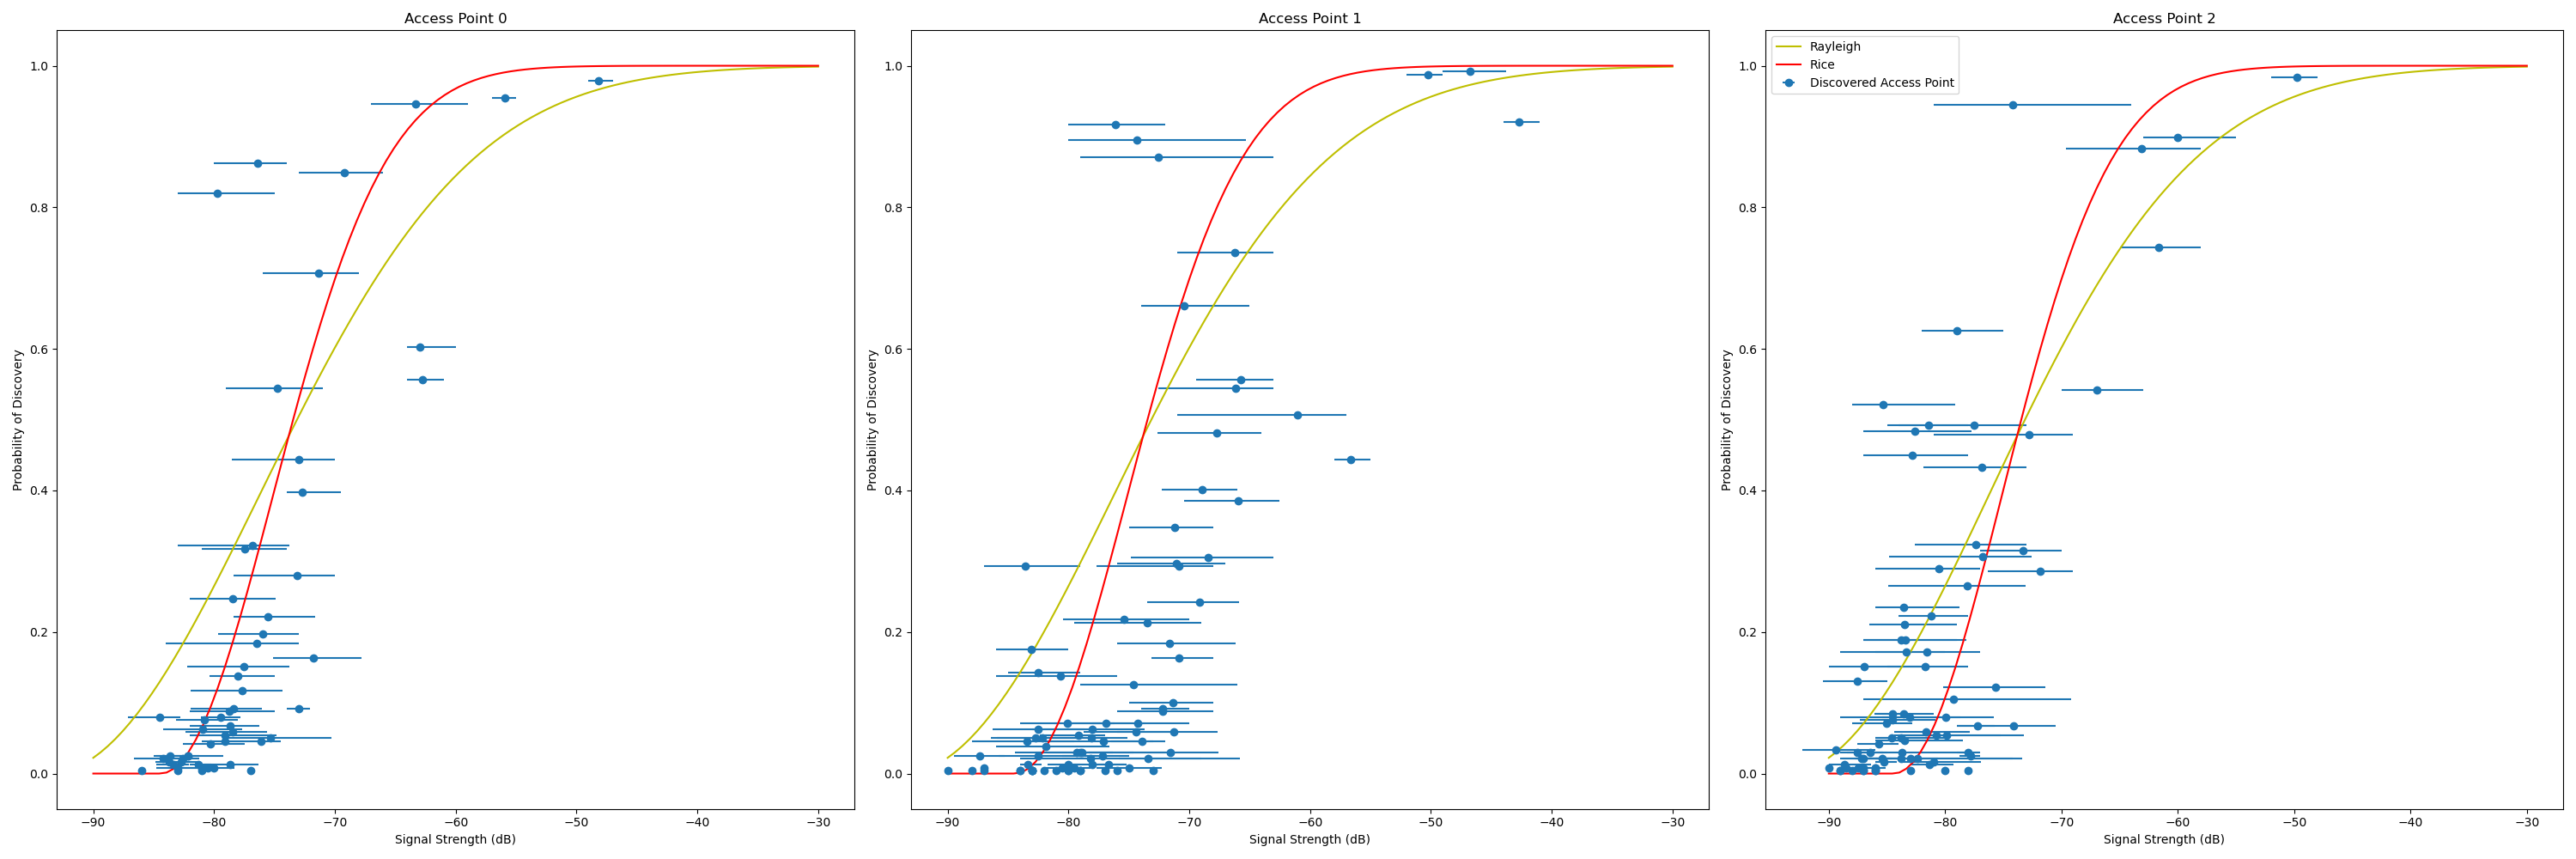 Access Point 0
Probability of Discovery
1.0
0.8
0.6
0.4
0.2
0.0
−90 −80 −70 −60 −50 −40 −30
Signal Strength (dB)
Access Point 1
Probability of Discovery
1.0
0.8
0.6
0.4
0.2
0.0
−90 −80 −70 −60 −50 −40 −30
Signal Strength (dB)
Access Point 2
Rayleigh
Rice
Discovered Access Point
Probability of Discovery
1.0
0.8
0.6
0.4
0.2
0.0
−90 −80 −70 −60 −50 −40 −30
Signal Strength (dB)